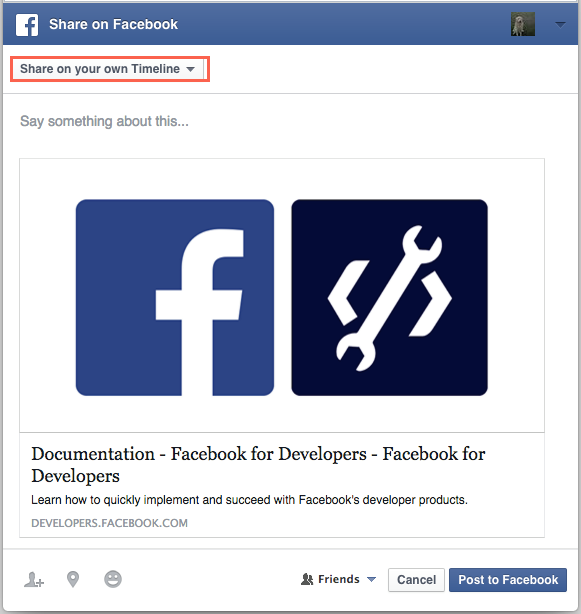 Share on Facebook
Share on your own Timeline
Say something about this...
Documentation - Facebook for Developers - Facebook for
Developers
Learn how to quickly implement and succeed with Facebook's developer products.
DEVELOPERS.FACEBOOK.COM
Friends Cancel Post to Facebook